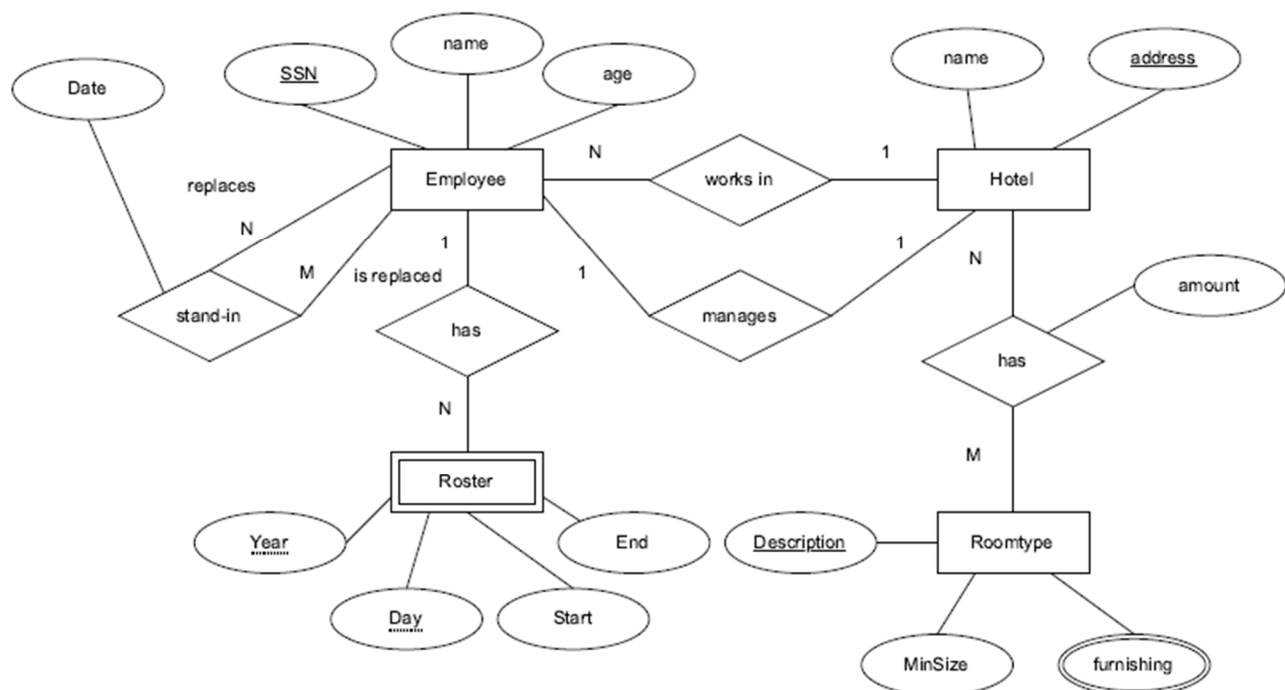 name
name
address
SSN
age
Date
N
1
replaces
Employee
works in
Hotel
N
1
1
M
is replaced
1
N
amount
stand-in
has
manages
has
N
M
Roster
Year
End
Description
Roomtype
Day
Start
MinSize
furnishing